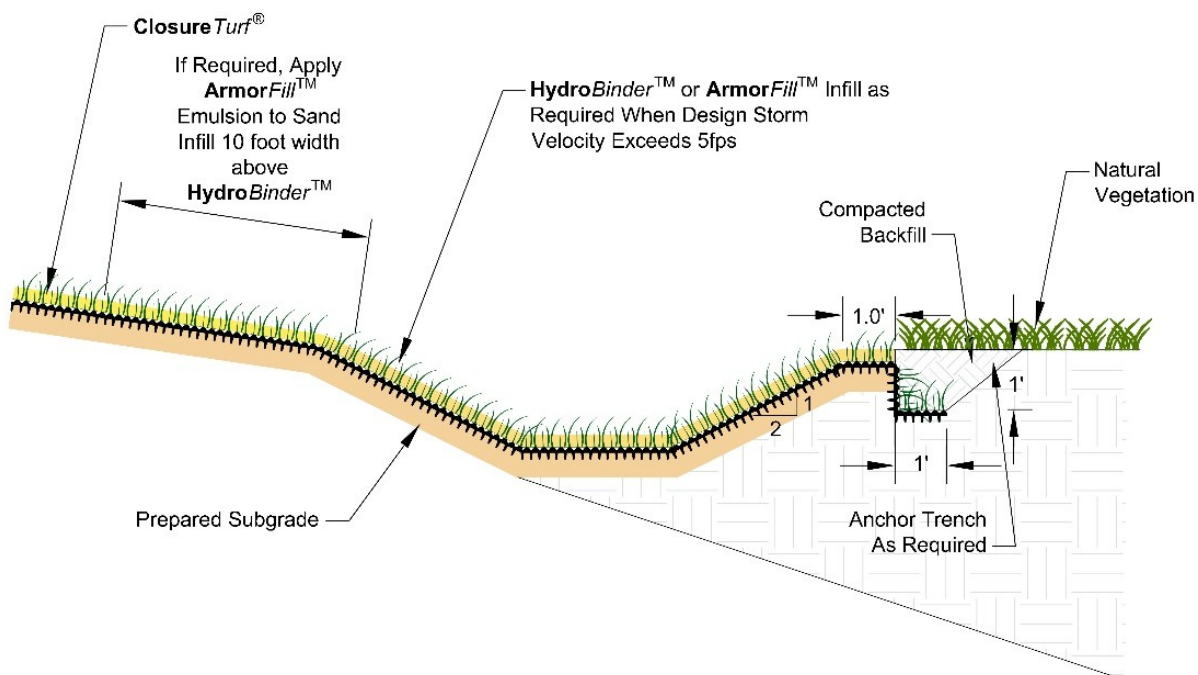 ClosureTurf®
If Required, Apply
ArmorFill™
Emulsion to Sand
Infill 10 foot width
above
HydroBinder™
HydroBinder™ or ArmorFill™ Infill as
Required When Design Storm
Velocity Exceeds 5fps
Natural
Vegetation
Compacted
Backfill
1.0'
1'
1
2
1'
Prepared Subgrade
Anchor Trench
As Required